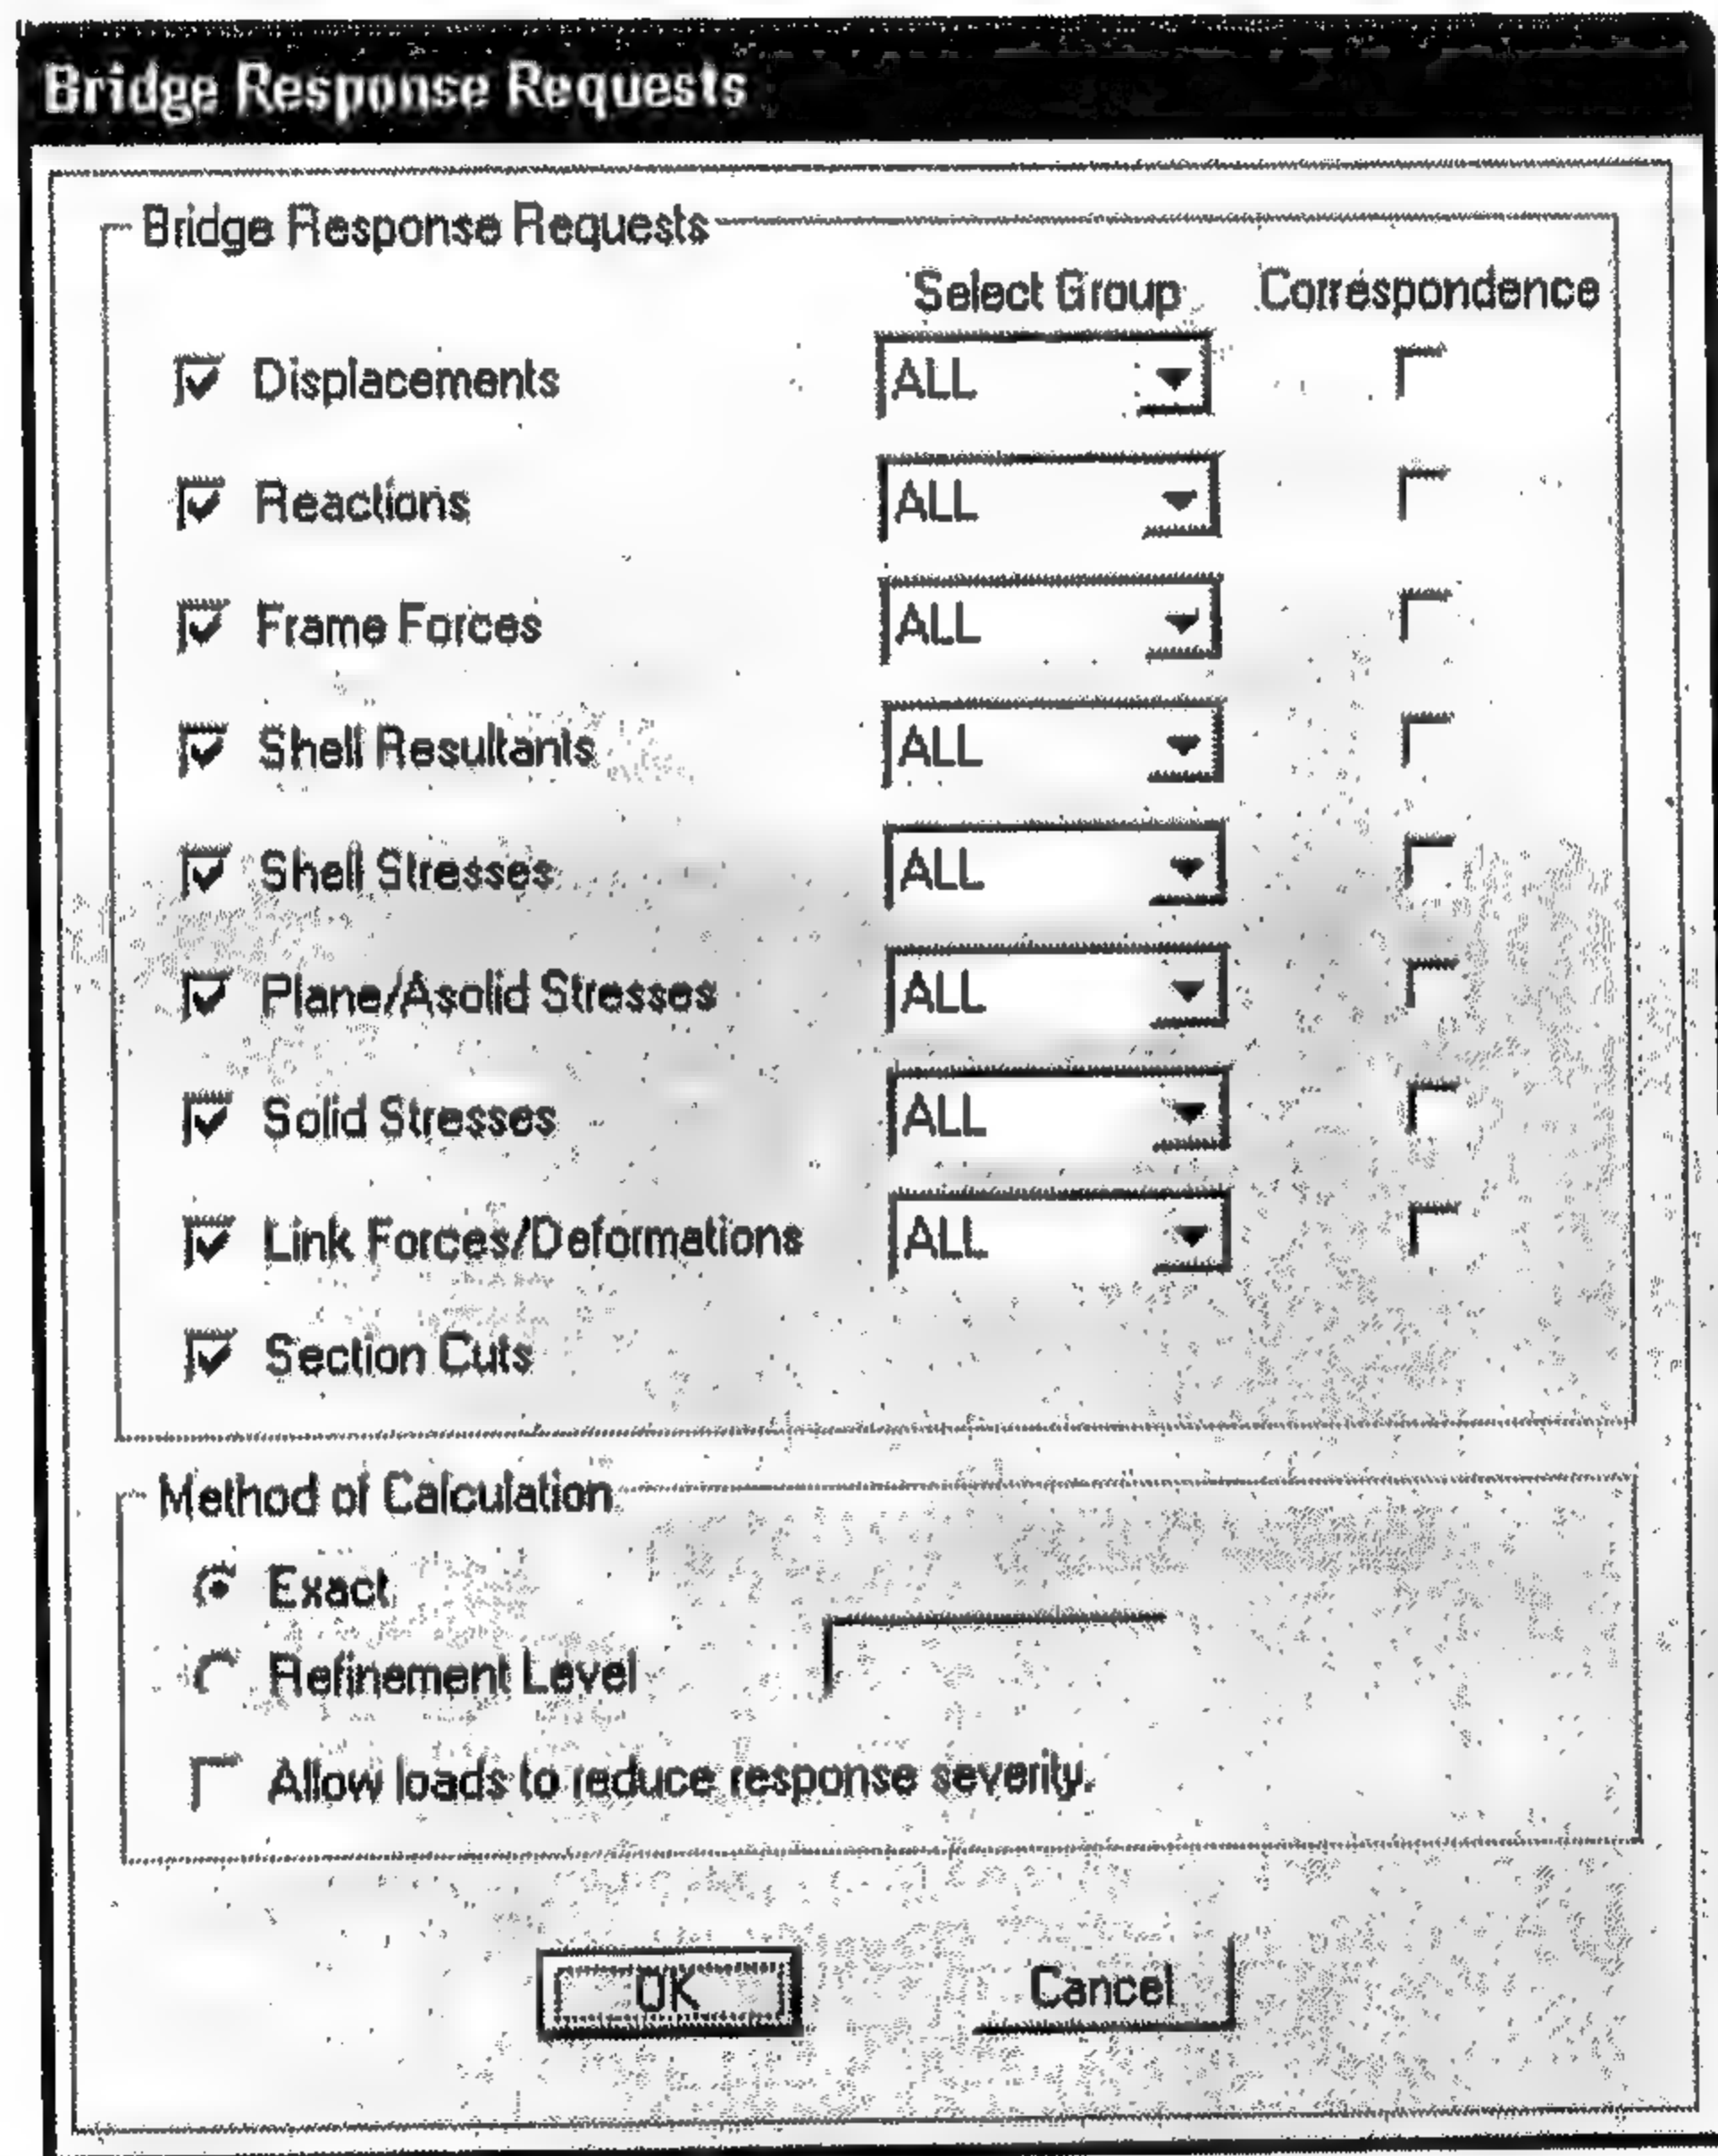 Bridge Response Requests
Bridge Response Requests
Select Group Correspondence
Displacements ALL
Reactions ALL
Frame Forces ALL
Shell Resultants ALL
Shell Stresses ALL
Plane/Asolid Stresses ALL
Solid Stresses ALL
Link Forces/Deformations ALL
Section Cuts
Method of Calculation
Exact
Refinement Level
Allow loads to reduce response severity.
OK Cancel